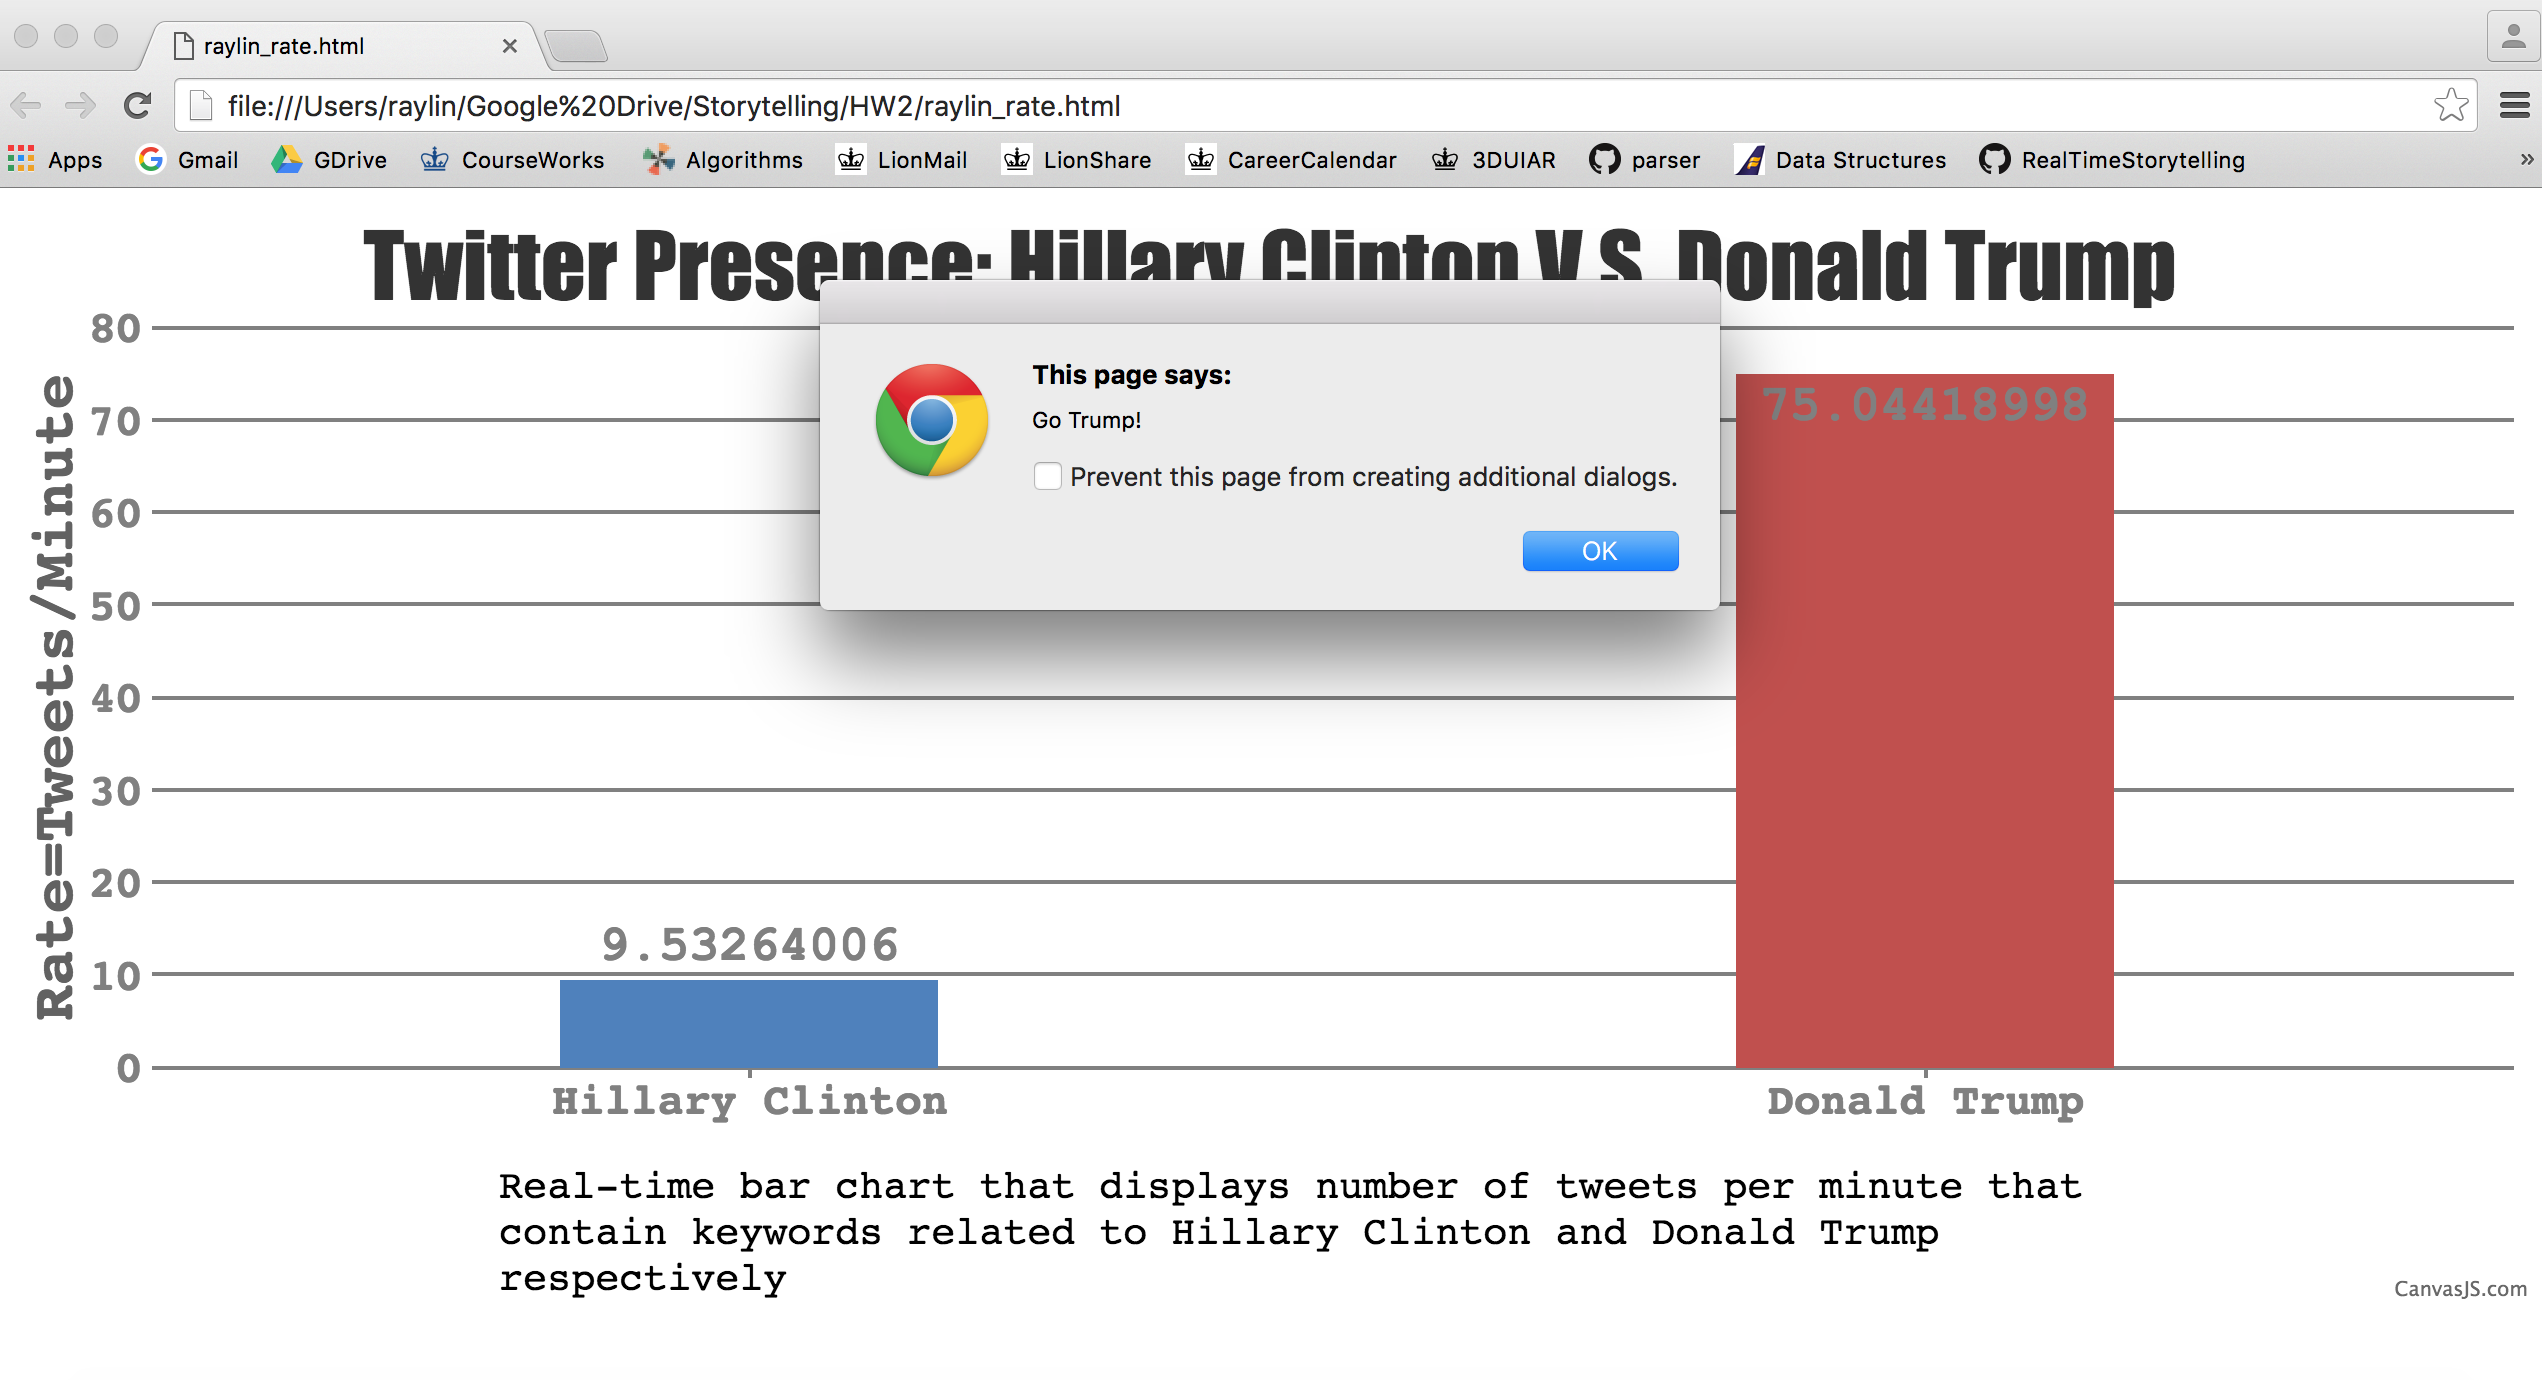 raylin_rate.html
file:///Users/raylin/Google%20Drive/Storytelling/HW2/raylin_rate.html
Apps Gmail GDrive CourseWorks Algorithms LionMail LionShare CareerCalendar 3DUIAR parser Data Structures RealTimeStorytelling »
Twitter Presence: Hillary Clinton V.S. Donald Trump
This page says:
Go Trump!
Prevent this page from creating additional dialogs.
OK
Rate=Tweets/Minute
80
70
60
50
40
30
20
10
0
9.53264006
75.04418998
Hillary Clinton
Donald Trump
Real-time bar chart that displays number of tweets per minute that
contain keywords related to Hillary Clinton and Donald Trump
respectively
CanvasJS.com